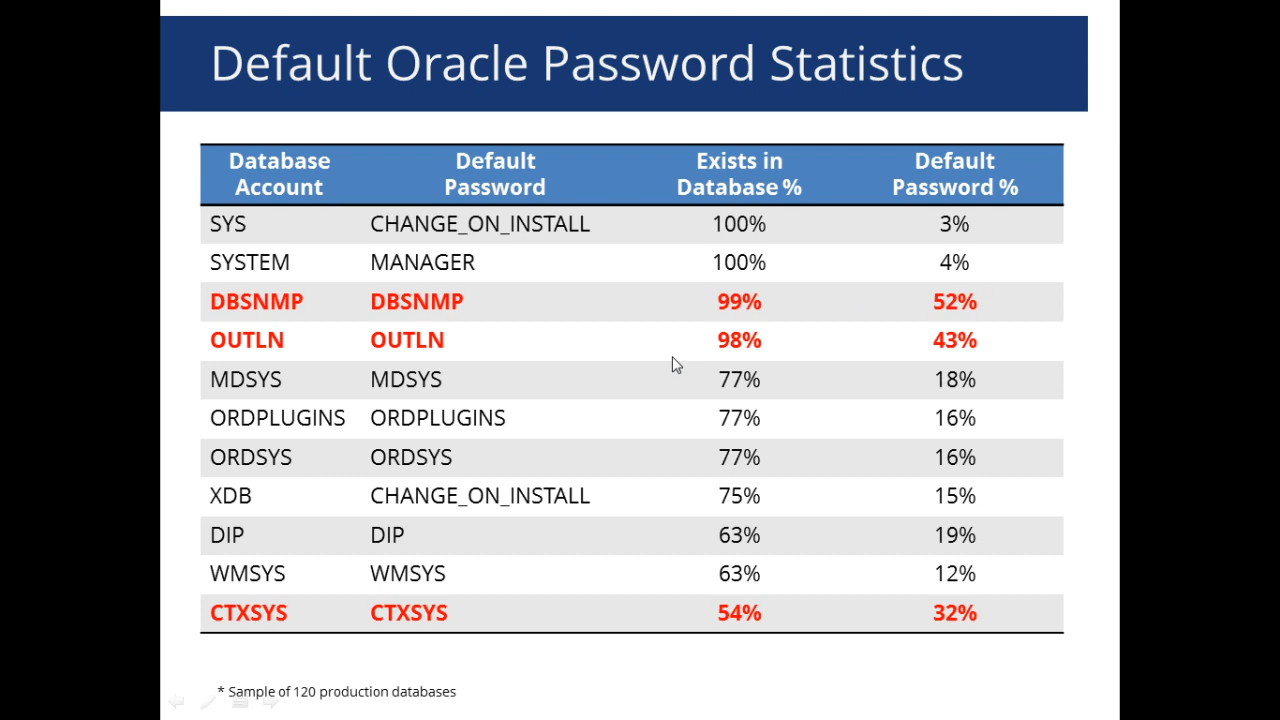 Default Oracle Password Statistics
Database Account Default Password Exists in Database % Default Password %
SYS CHANGE_ON_INSTALL 100% 3%
SYSTEM MANAGER 100% 4%
DBSNMP DBSNMP 99% 52%
OUTLN OUTLN 98% 43%
MDSYS MDSYS 77% 18%
ORDPLUGINS ORDPLUGINS 77% 16%
ORDSYS ORDSYS 77% 16%
XDB CHANGE_ON_INSTALL 75% 15%
DIP DIP 63% 19%
WMSYS WMSYS 63% 12%
CTXSYS CTXSYS 54% 32%
* Sample of 120 production databases